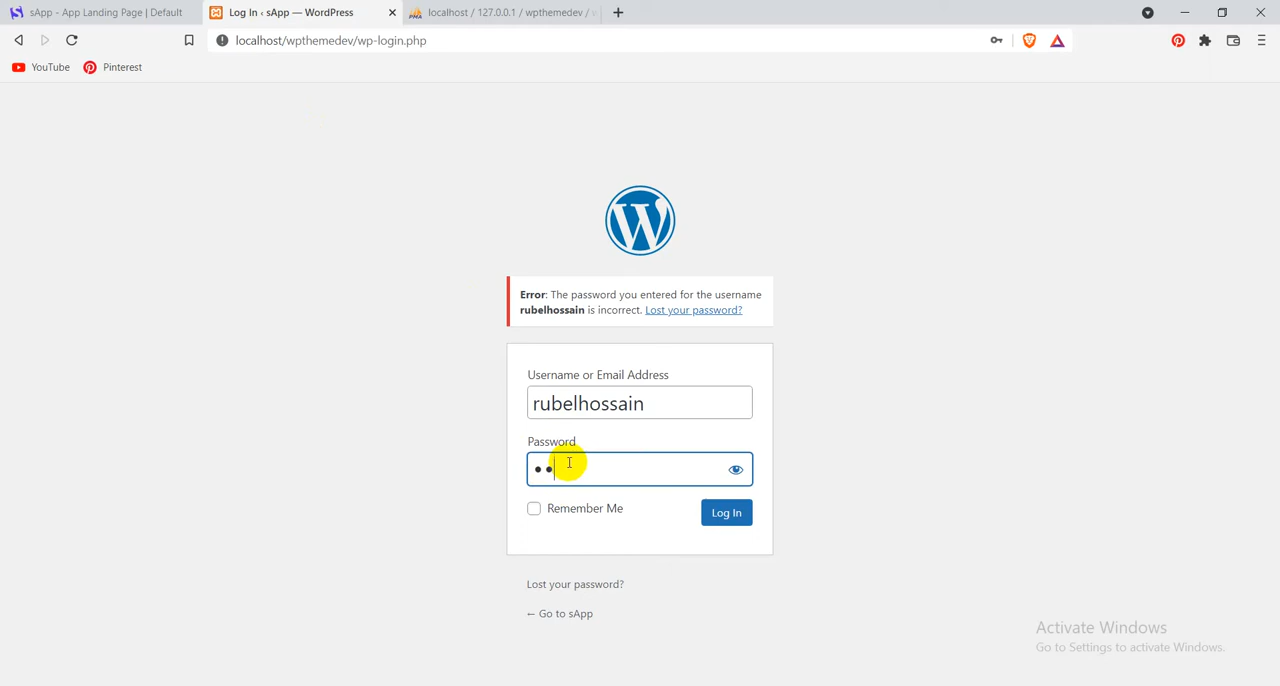 sApp - App Landing Page | Default
Log In ‹ sApp — WordPress
localhost / 127.0.0.1 / wpthemedev /
localhost/wpthemedev/wp-login.php
YouTube
Pinterest
Error: The password you entered for the username
rubelhossain is incorrect. Lost your password?
Username or Email Address
rubelhossain
Password
Remember Me
Log In
Lost your password?
← Go to sApp
Activate Windows
Go to Settings to activate Windows.